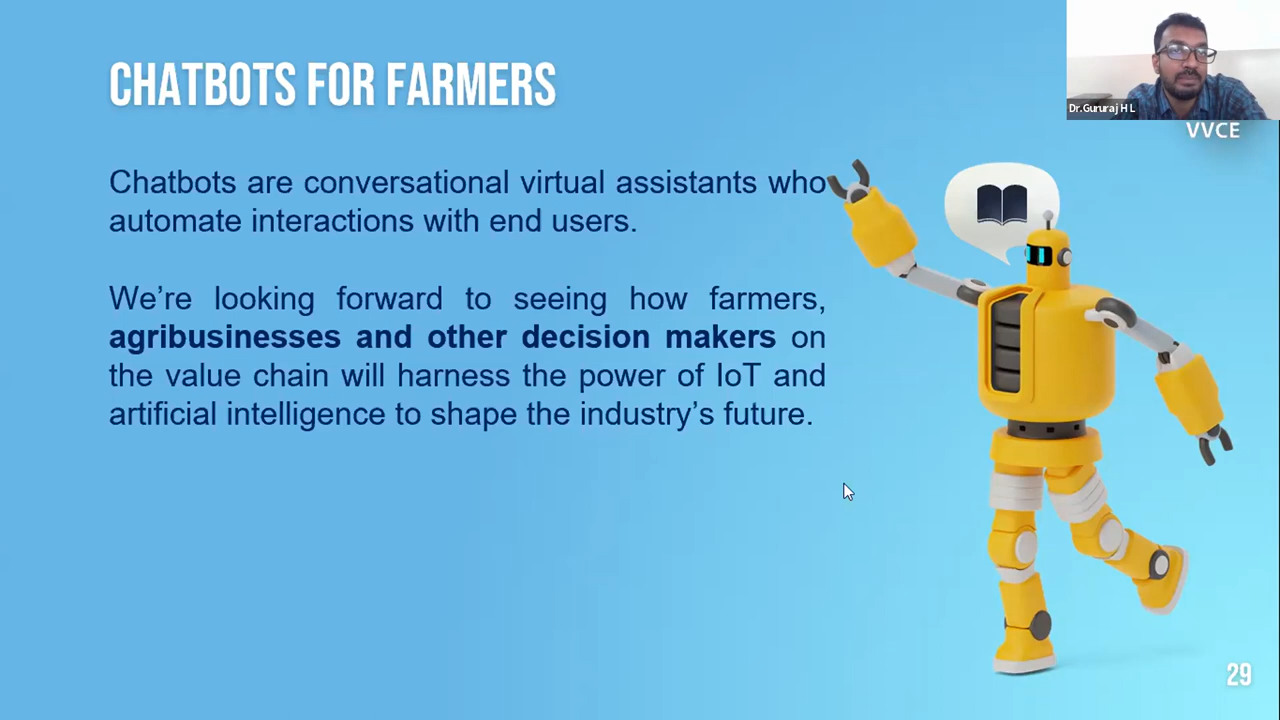 CHATBOTS FOR FARMERS
Dr.Gururaj H L
VVCE
Chatbots are conversational virtual assistants who
automate interactions with end users.
We’re looking forward to seeing how farmers,
agribusinesses and other decision makers on
the value chain will harness the power of IoT and
artificial intelligence to shape the industry’s future.
29